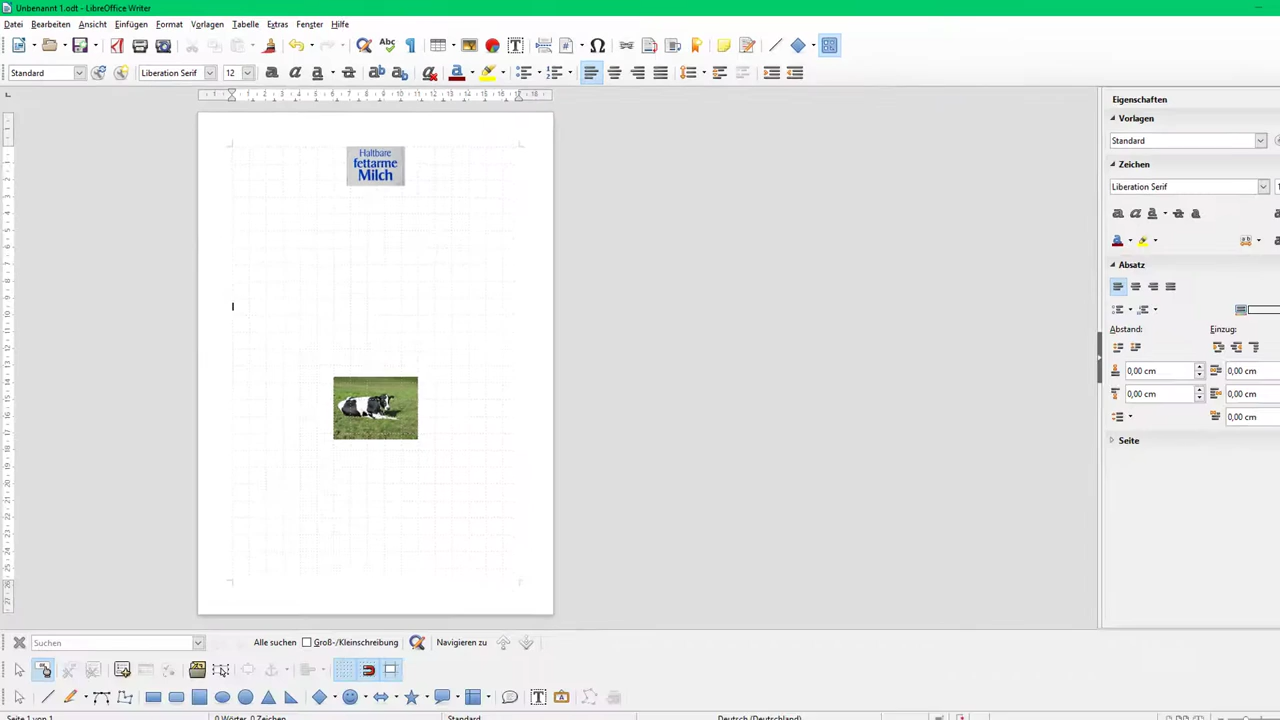 Unbenannt 1.odt - LibreOffice Writer
Datei Bearbeiten Ansicht Einfügen Format Vorlagen Tabelle Extras Fenster Hilfe
Standard Liberation Serif 12
Haltbare
fettarme
Milch
Eigenschaften
Vorlagen
Standard
Zeichen
Liberation Serif
Absatz
Abstand: Einzug:
0,00 cm 0,00 cm
0,00 cm 0,00 cm
0,00 cm
Seite
Suchen Alle suchen Groß-/Kleinschreibung Navigieren zu
Seite 1 von 1 0 Wörter, 0 Zeichen Standard Deutsch (Deutschland)